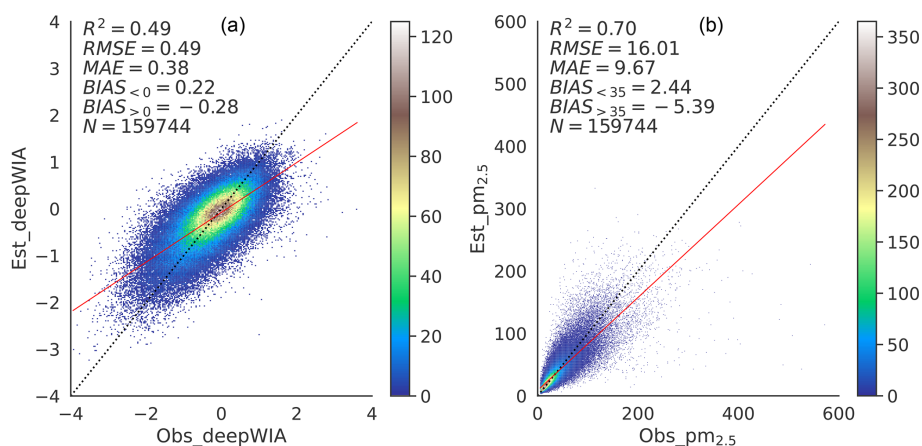 (a)
R² = 0.49
RMSE = 0.49
MAE = 0.38
BIAS<0 = 0.22
BIAS>0 = −0.28
N = 159744
4
3
2
1
0
−1
−2
−3
−4
Est_deepWIA
−4
−2
0
2
4
Obs_deepWIA
120
100
80
60
40
20
0
(b)
R² = 0.70
RMSE = 16.01
MAE = 9.67
BIAS<35 = 2.44
BIAS>35 = −5.39
N = 159744
600
500
400
300
200
100
0
Est_pm2.5
0
200
400
600
Obs_pm2.5
350
300
250
200
150
100
50
0